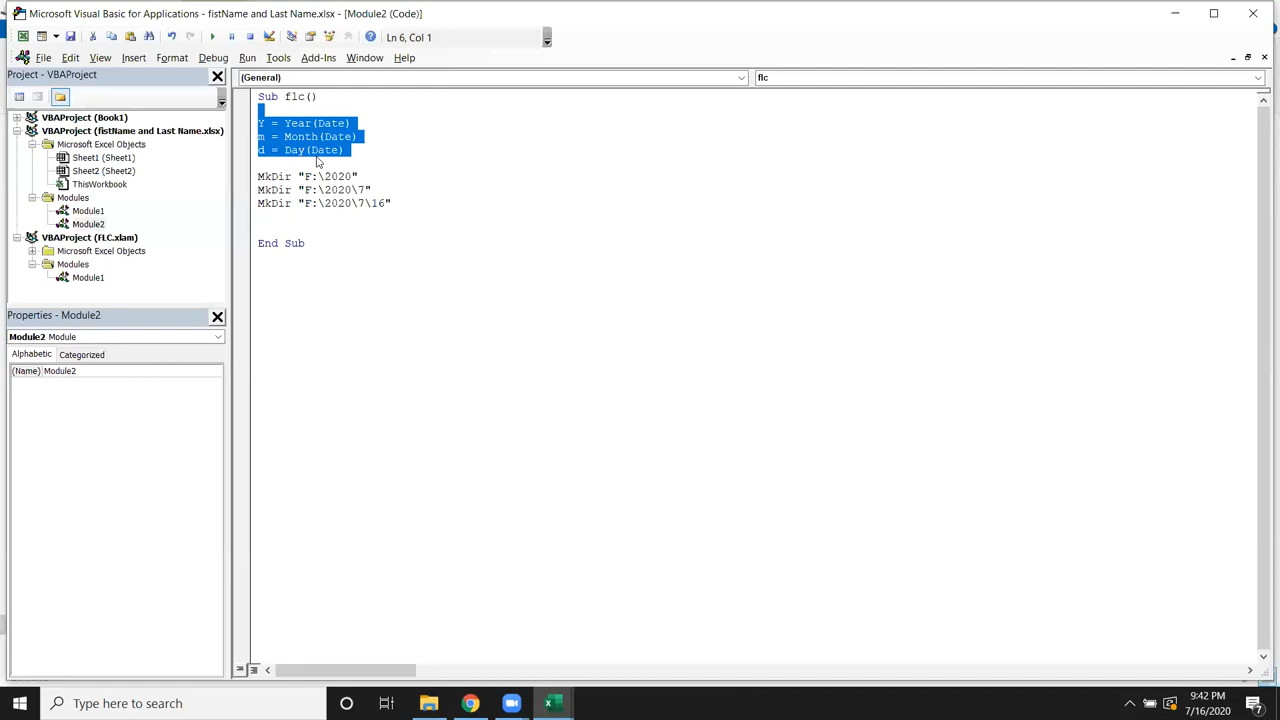 Microsoft Visual Basic for Applications - fistName and Last Name.xlsx - [Module2 (Code)]
Ln 6, Col 1
File Edit View Insert Format Debug Run Tools Add-Ins Window Help
Project - VBAProject
(General)
flc
VBAProject (Book1)
VBAProject (fistName and Last Name.xlsx)
Microsoft Excel Objects
Sheet1 (Sheet1)
Sheet2 (Sheet2)
ThisWorkbook
Modules
Module1
Module2
VBAProject (FLC.xlam)
Microsoft Excel Objects
Modules
Module1
Sub flc()
Y = Year(Date)
m = Month(Date)
d = Day(Date)
MkDir "F:\2020"
MkDir "F:\2020\7"
MkDir "F:\2020\7\16"
End Sub
Properties - Module2
Module2 Module
Alphabetic Categorized
(Name) Module2
Type here to search
9:42 PM
7/16/2020
7